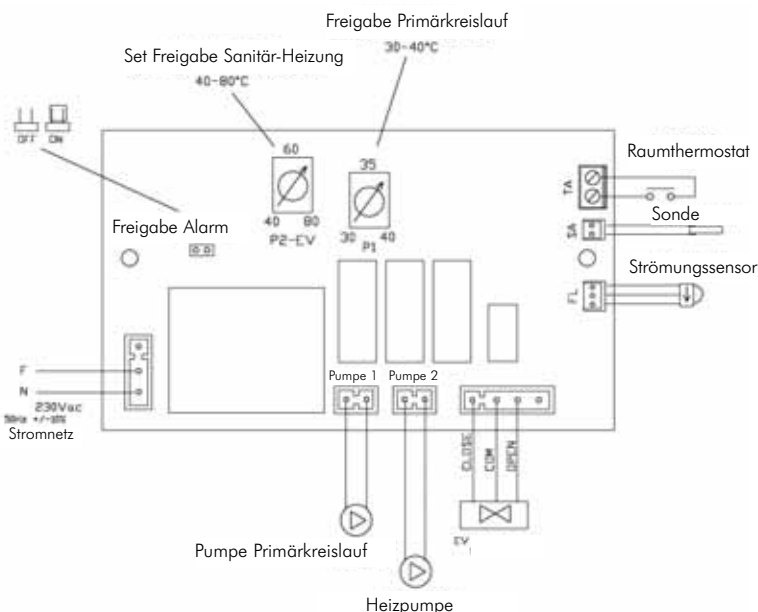 Freigabe Primärkreislauf
30-40°C
Set Freigabe Sanitär-Heizung
40-80°C
OFF ON
60
35
Raumthermostat
TA
Freigabe Alarm
40 80
P2-EV
30 40
P1
Sonde
SA
Strömungssensor
FL
F
N
230Vac
50Hz +/-10%
Stromnetz
Pumpe 1
Pumpe 2
CLOSE
COM
OPEN
EV
Pumpe Primärkreislauf
Heizpumpe